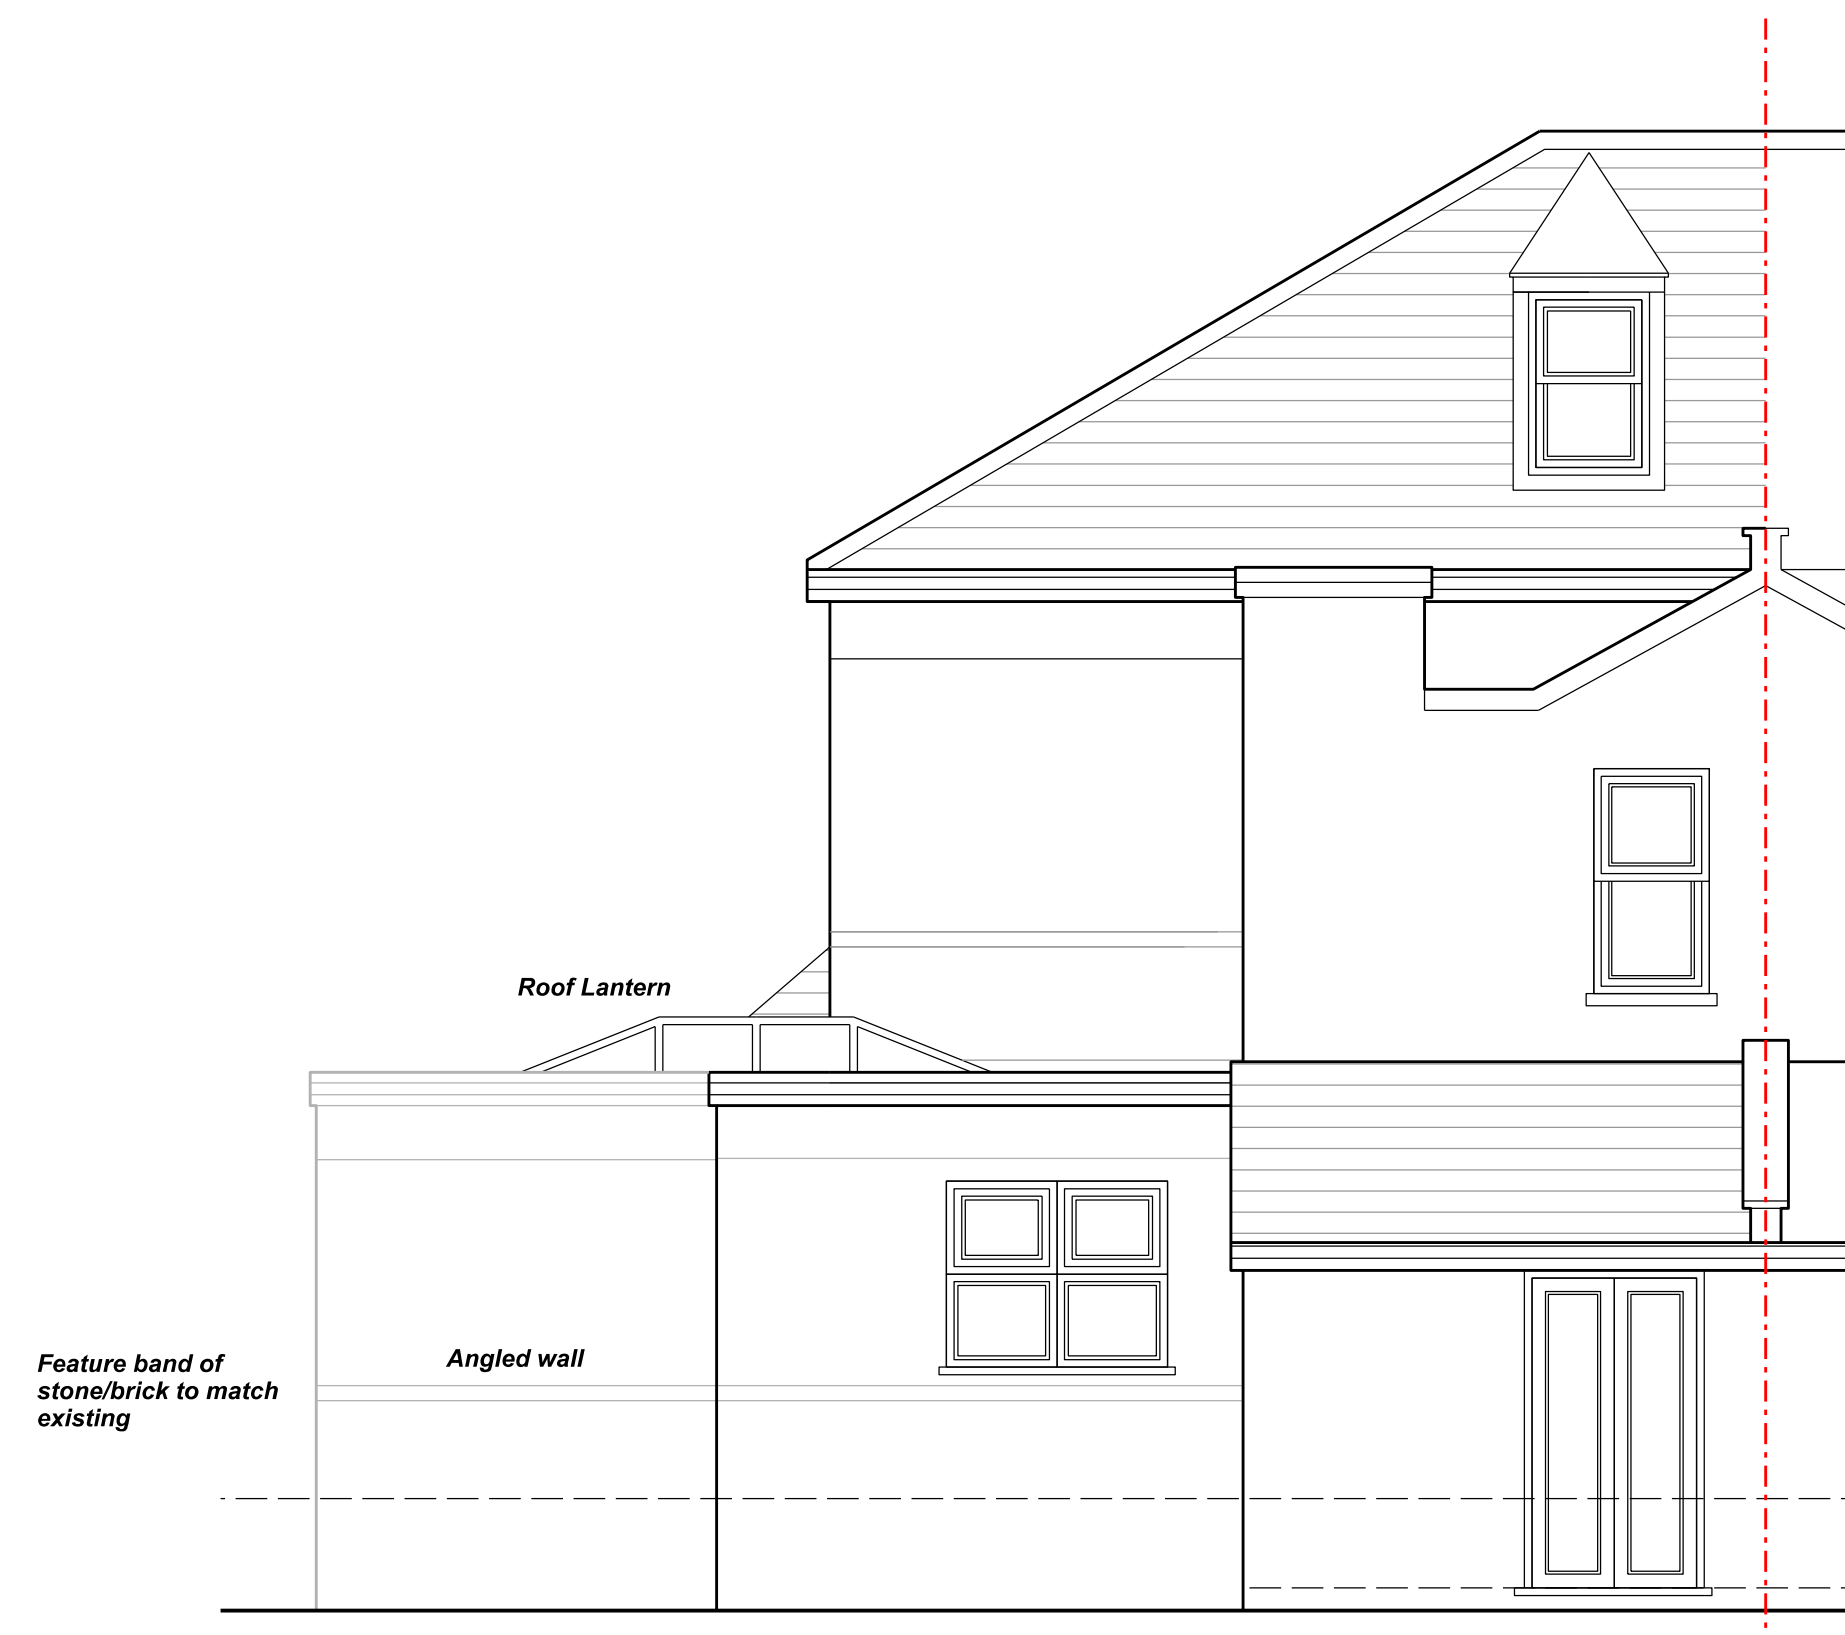 Roof Lantern
Angled wall
Feature band of
stone/brick to match
existing